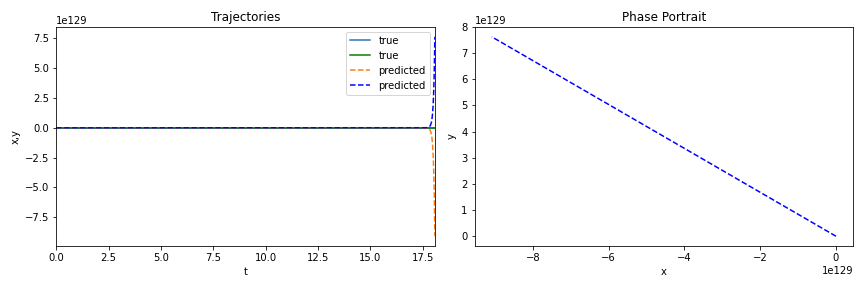 Trajectories
1e129
7.5
5.0
2.5
0.0
−2.5
−5.0
−7.5
x,y
0.0 2.5 5.0 7.5 10.0 12.5 15.0 17.5
t
true
true
predicted
predicted
Phase Portrait
1e129
8
7
6
5
4
3
2
1
0
y
−8 −6 −4 −2 0
1e129
x